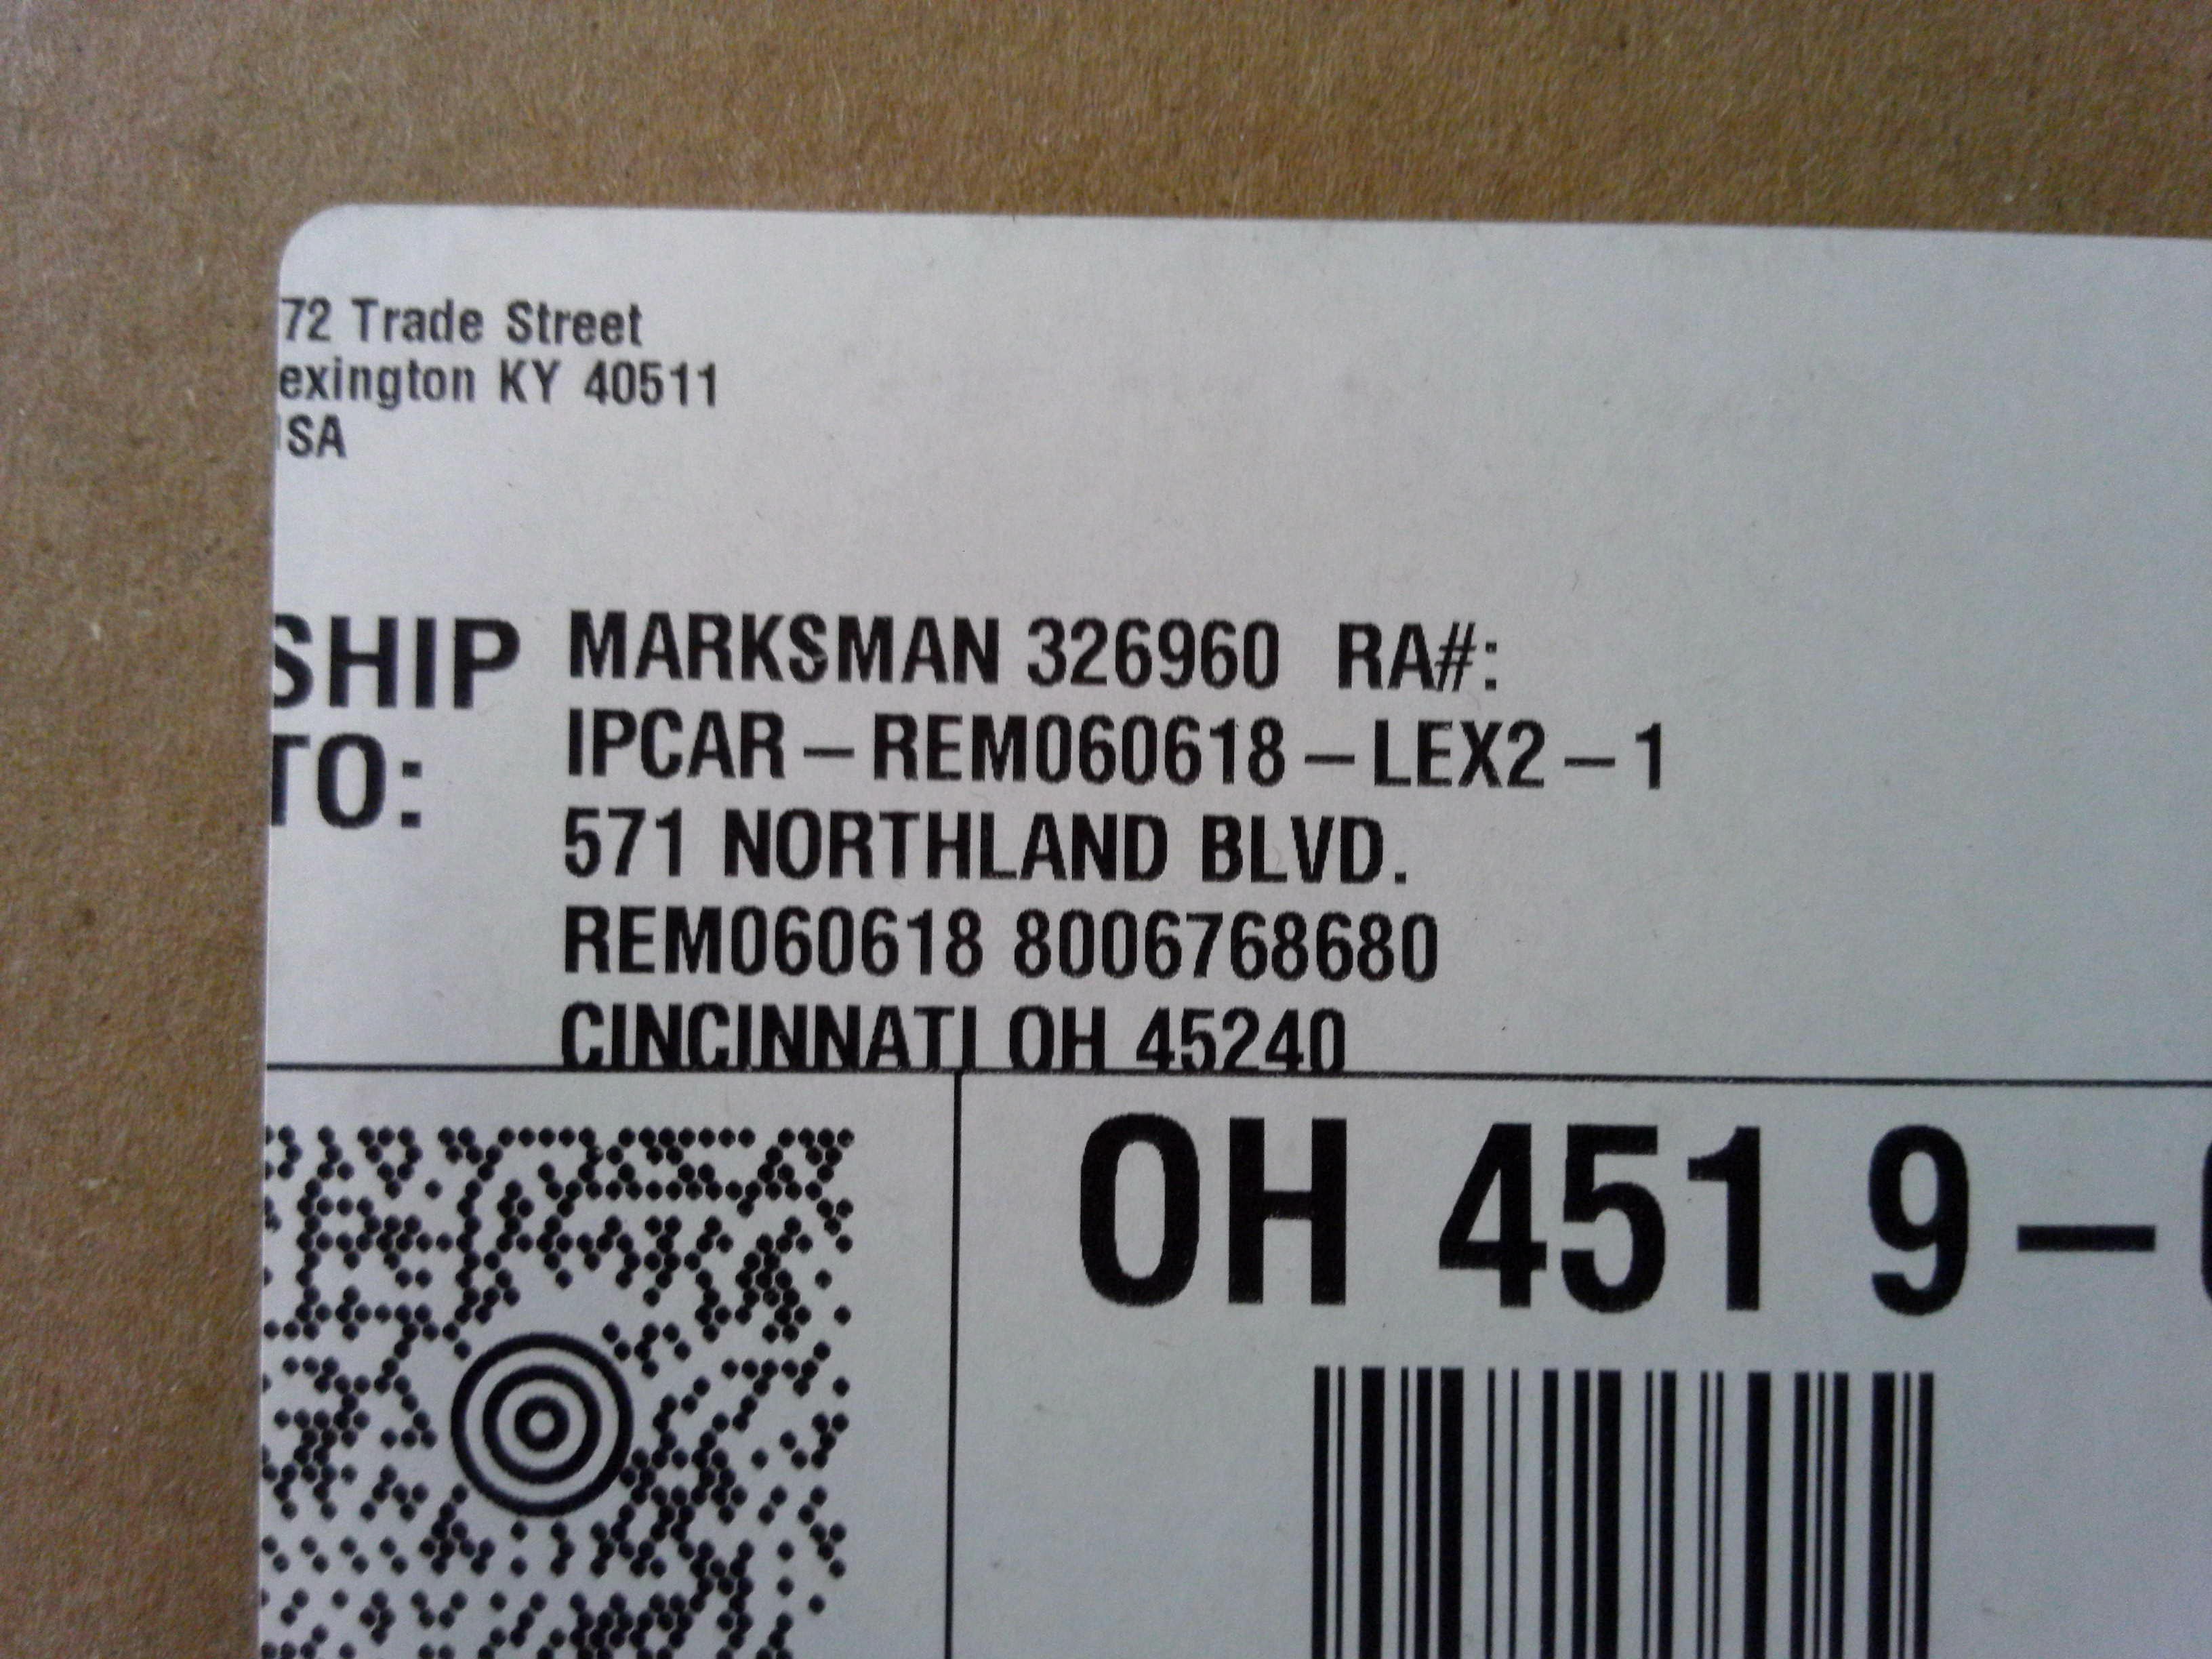 72 Trade Street
exington KY 40511
SA
SHIP TO:
MARKSMAN 326960 RA#:
IPCAR – REM060618 – LEX2 – 1
571 NORTHLAND BLVD.
REM060618 8006768680
CINCINNATI OH 45240
OH 451 9 –